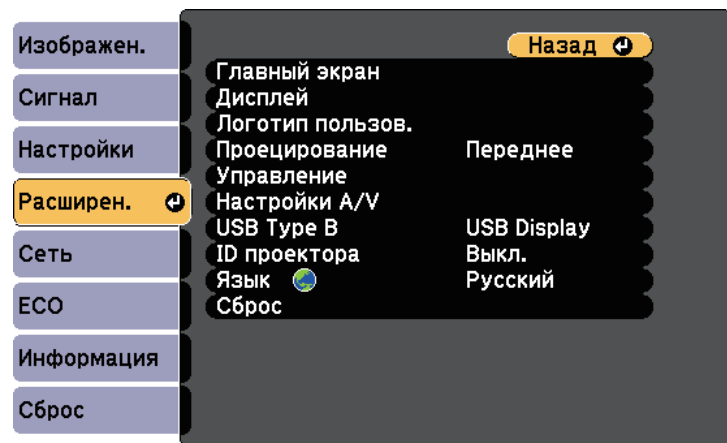 Изображен.
Сигнал
Настройки
Расширен.
Сеть
ECO
Информация
Сброс
Назад
Главный экран
Дисплей
Логотип пользов.
Проецирование Переднее
Управление
Настройки A/V
USB Type B USB Display
ID проектора Выкл.
Язык Русский
Сброс